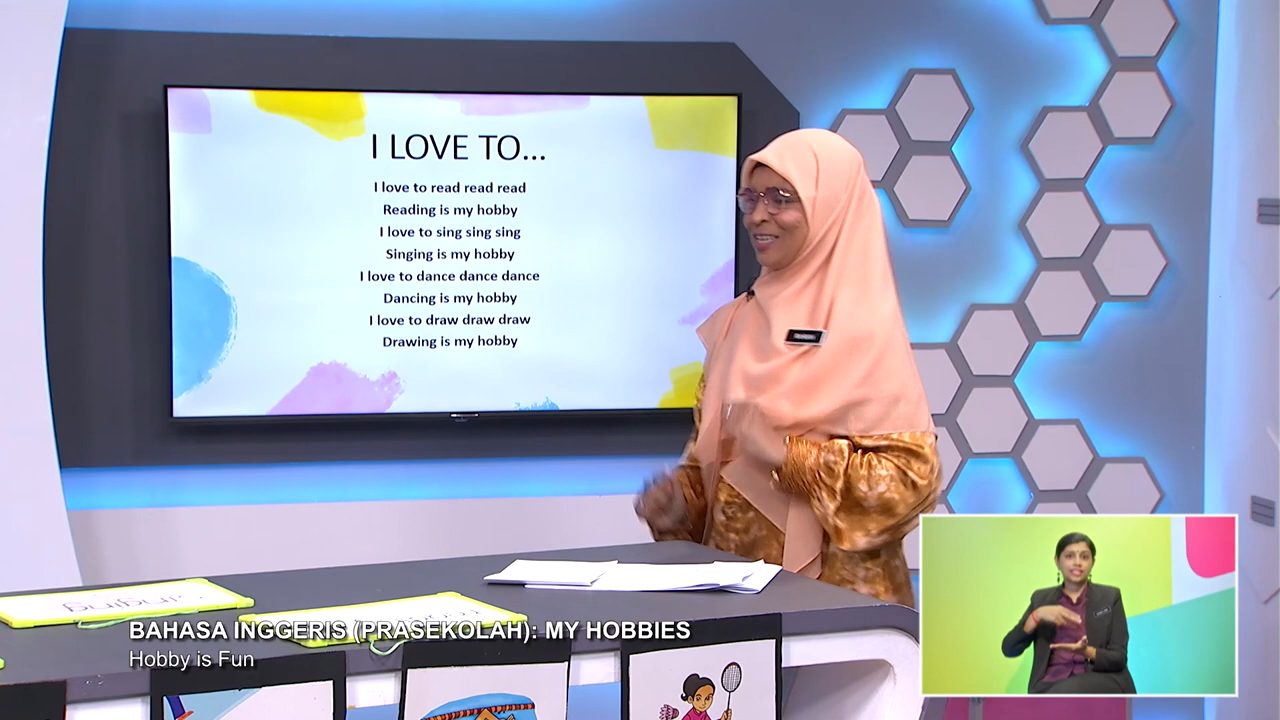 I LOVE TO...
I love to read read read
Reading is my hobby
I love to sing sing sing
Singing is my hobby
I love to dance dance dance
Dancing is my hobby
I love to draw draw draw
Drawing is my hobby
BAHASA INGGERIS (PRASEKOLAH): MY HOBBIES
Hobby is Fun